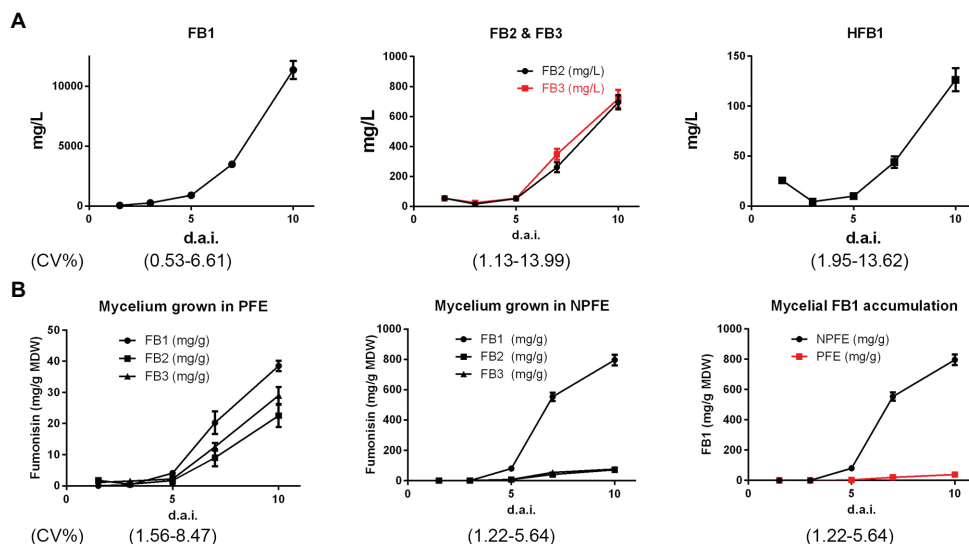 A
FB1
mg/L
10000
5000
0
0
5
10
d.a.i.
FB2 & FB3
FB2 (mg/L)
FB3 (mg/L)
mg/L
1000
800
600
400
200
0
0
5
10
d.a.i.
HFB1
mg/L
150
100
50
0
0
5
10
d.a.i.
(CV%)
(0.53-6.61)
(1.13-13.99)
(1.95-13.62)
B
Mycelium grown in PFE
FB1 (mg/g)
FB2 (mg/g)
FB3 (mg/g)
Fumonisin (mg/g MDW)
50
40
30
20
10
0
0
5
10
d.a.i.
Mycelium grown in NPFE
FB1 (mg/g)
FB2 (mg/g)
FB3 (mg/g)
Fumonisin (mg/g MDW)
1000
800
600
400
200
0
0
5
10
d.a.i.
Mycelial FB1 accumulation
NPFE (mg/g)
PFE (mg/g)
FB1 (mg/g MDW)
1000
800
600
400
200
0
0
5
10
d.a.i.
(CV%)
(1.56-8.47)
(1.22-5.64)
(1.22-5.64)